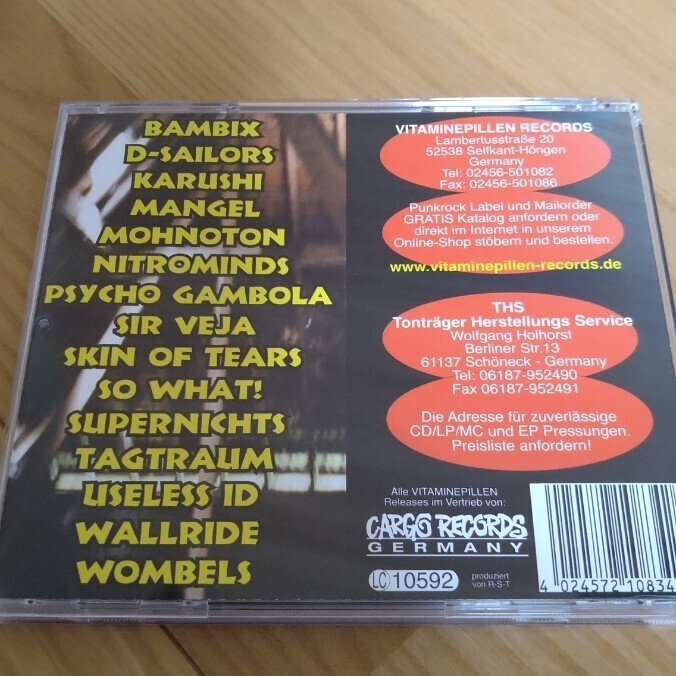 BAMBIX
D-SAILORS
KARUSHI
MANGEL
MOHNOTON
NITROMINDS
PSYCHO GAMBOLA
SIR VEJA
SKIN OF TEARS
SO WHAT!
SUPERNICHTS
TAGTRAUM
USELESS ID
WALLRIDE
WOMBELS
VITAMINEPILLEN RECORDS
Lambertusstraße 20
52538 Selfkant-Höngen
Germany
Tel: 02456-501082
Fax: 02456-501086
Punkrock Label und Mailorder
GRATIS Katalog anfordern oder
direkt im Internet in unserem
Online-Shop stöbern und bestellen.
www.vitaminepillen-records.de
THS
Tonträger Herstellungs Service
Wolfgang Holhorst
Berliner Str.13
61137 Schöneck - Germany
Tel: 06187-952490
Fax 06187-952491
Die Adresse für zuverlässige
CD/LP/MC und EP Pressungen.
Preisliste anfordern!
Alle VITAMINEPILLEN
Releases im Vertrieb von:
CARGO RECORDS
GERMANY
LC 10592
produziert
von R-S-T
4 024572 10834